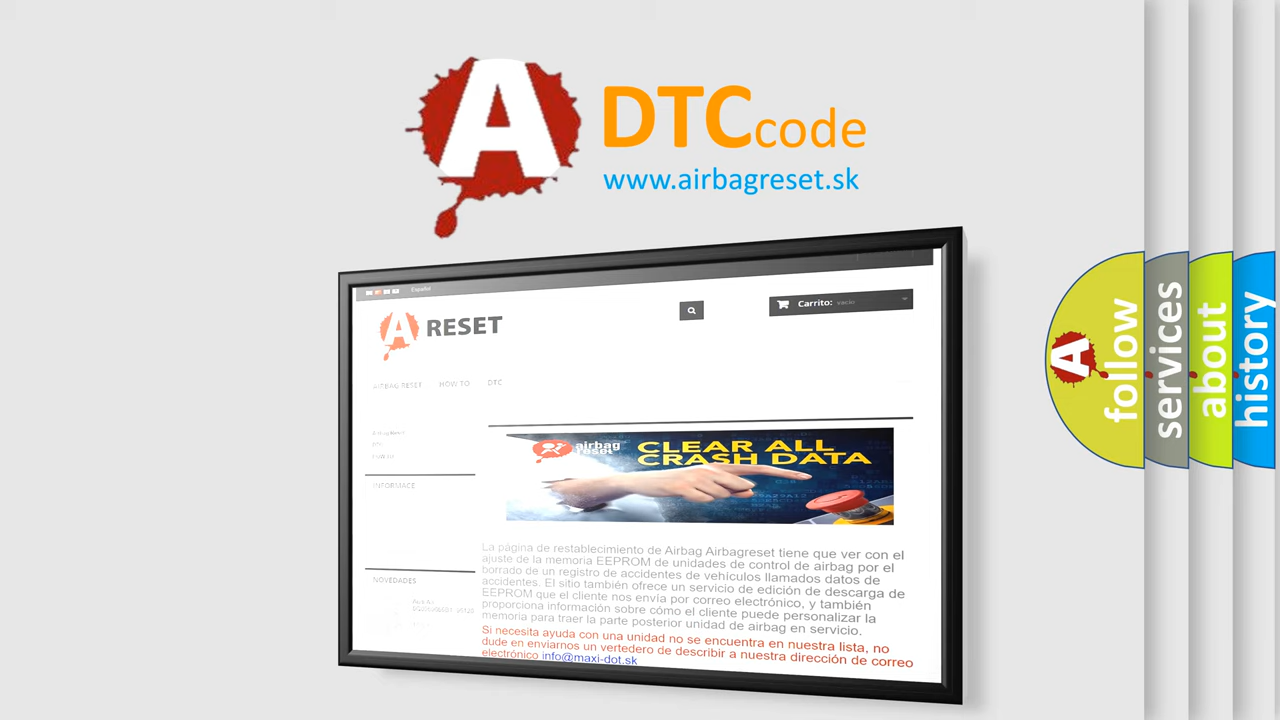 A
DTCcode
www.airbagreset.sk
Español
A RESET
Carrito: vacío
AIRBAG RESET HOW TO DTC
INFORMACE
NOVEDADES
airbag
reset
CLEAR ALL
CRASH DATA
La página de restablecimiento de Airbag Airbagreset tiene que ver con el
ajuste de la memoria EEPROM de unidades de control de airbag por el
borrado de un registro de accidentes de vehículos llamados datos de
accidentes. El sitio también ofrece un servicio de edición de descarga de
EEPROM que el cliente nos envía por correo electrónico, y también
proporciona información sobre cómo el cliente puede personalizar la
memoria para traer la parte posterior unidad de airbag en servicio.
Si necesita ayuda con una unidad no se encuentra en nuestra lista, no
dude en enviarnos un vertedero de describir a nuestra dirección de correo
electrónico info@maxi-dot.sk
A
follow
services
about
history